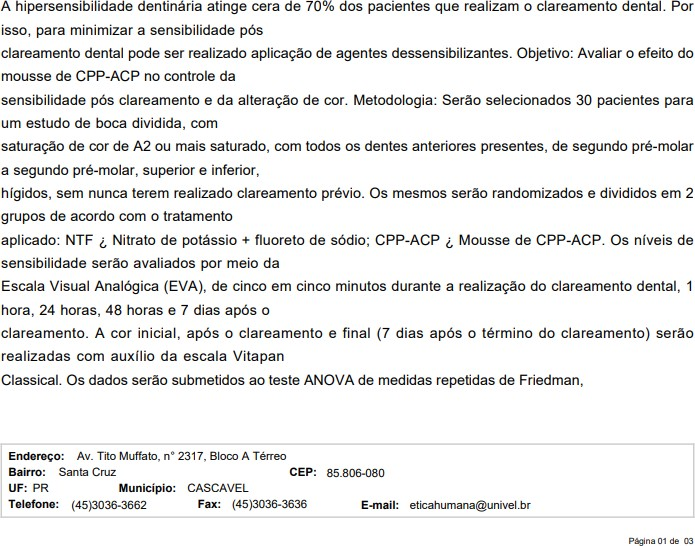 A hipersensibilidade dentinária atinge cera de 70% dos pacientes que realizam o clareamento dental. Por
isso, para minimizar a sensibilidade pós
clareamento dental pode ser realizado aplicação de agentes dessensibilizantes. Objetivo: Avaliar o efeito do
mousse de CPP-ACP no controle da
sensibilidade pós clareamento e da alteração de cor. Metodologia: Serão selecionados 30 pacientes para
um estudo de boca dividida, com
saturação de cor de A2 ou mais saturado, com todos os dentes anteriores presentes, de segundo pré-molar
a segundo pré-molar, superior e inferior,
hígidos, sem nunca terem realizado clareamento prévio. Os mesmos serão randomizados e divididos em 2
grupos de acordo com o tratamento
aplicado: NTF ¿ Nitrato de potássio + fluoreto de sódio; CPP-ACP ¿ Mousse de CPP-ACP. Os níveis de
sensibilidade serão avaliados por meio da
Escala Visual Analógica (EVA), de cinco em cinco minutos durante a realização do clareamento dental, 1
hora, 24 horas, 48 horas e 7 dias após o
clareamento. A cor inicial, após o clareamento e final (7 dias após o término do clareamento) serão
realizadas com auxílio da escala Vitapan
Classical. Os dados serão submetidos ao teste ANOVA de medidas repetidas de Friedman,
Endereço: Av. Tito Muffato, n° 2317, Bloco A Térreo
Bairro: Santa Cruz CEP: 85.806-080
UF: PR Município: CASCAVEL
Telefone: (45)3036-3662 Fax: (45)3036-3636 E-mail: eticahumana@univel.br
Página 01 de 03